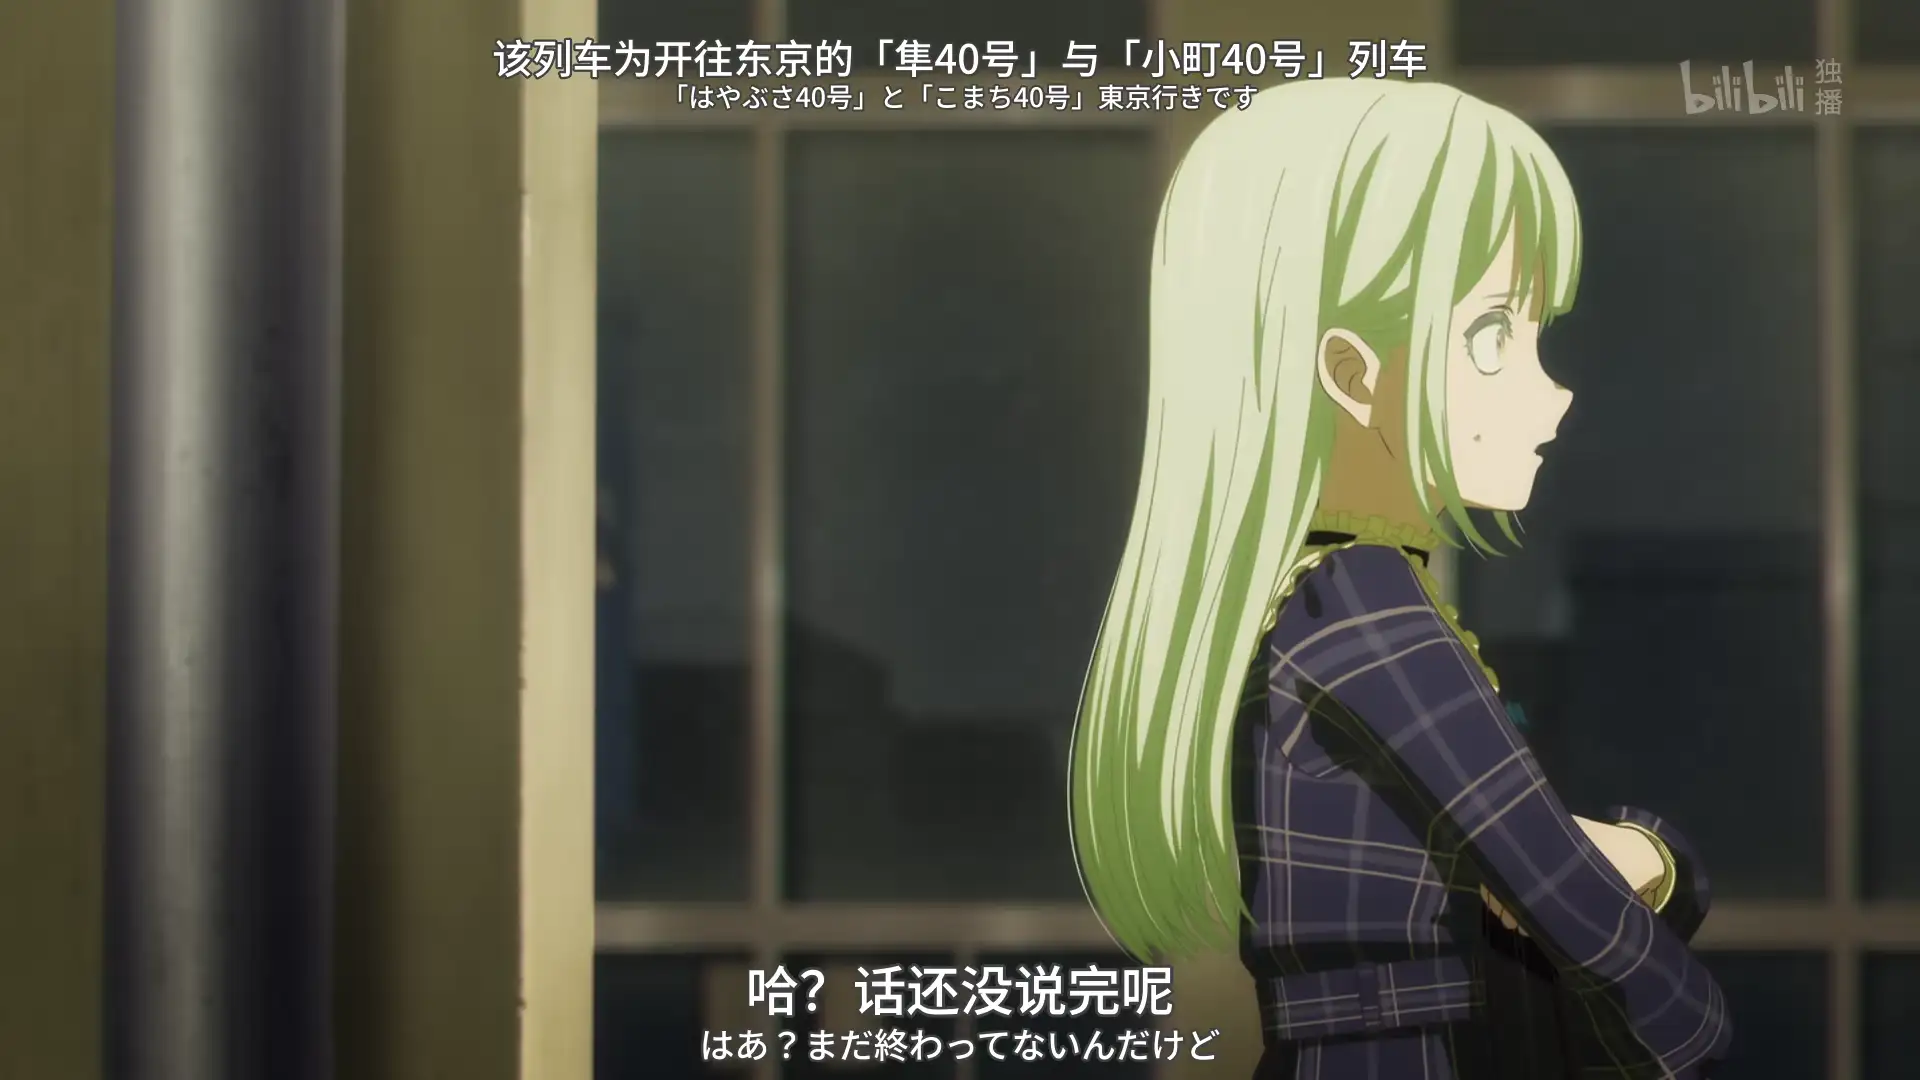 该列车为开往东京的「隼40号」与「小町40号」列车
「はやぶさ40号」と「こまち40号」東京行きです
bilibili 独播
哈？话还没说完呢
はあ？まだ終わってないんだけど